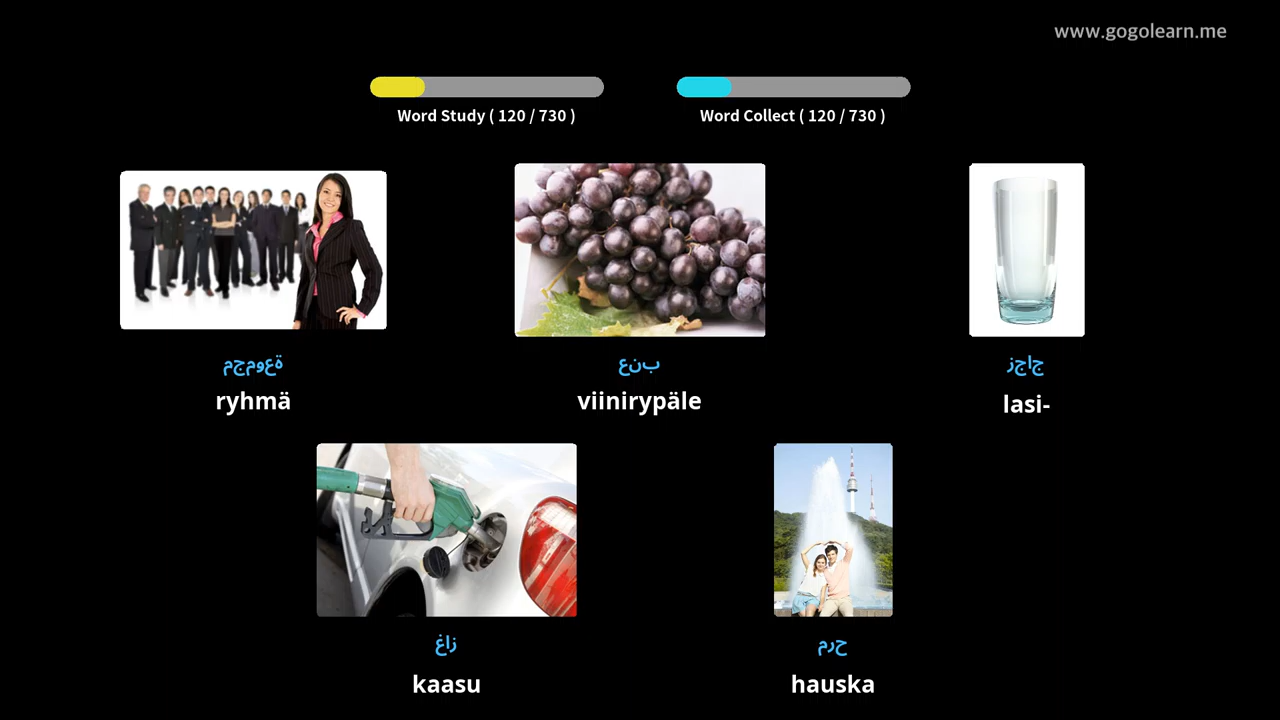 www.gogolearn.me
Word Study ( 120 / 730 )
Word Collect ( 120 / 730 )
مجموعة
ryhmä
عنب
viinirypäle
زجاج
lasi-
غاز
kaasu
مرح
hauska